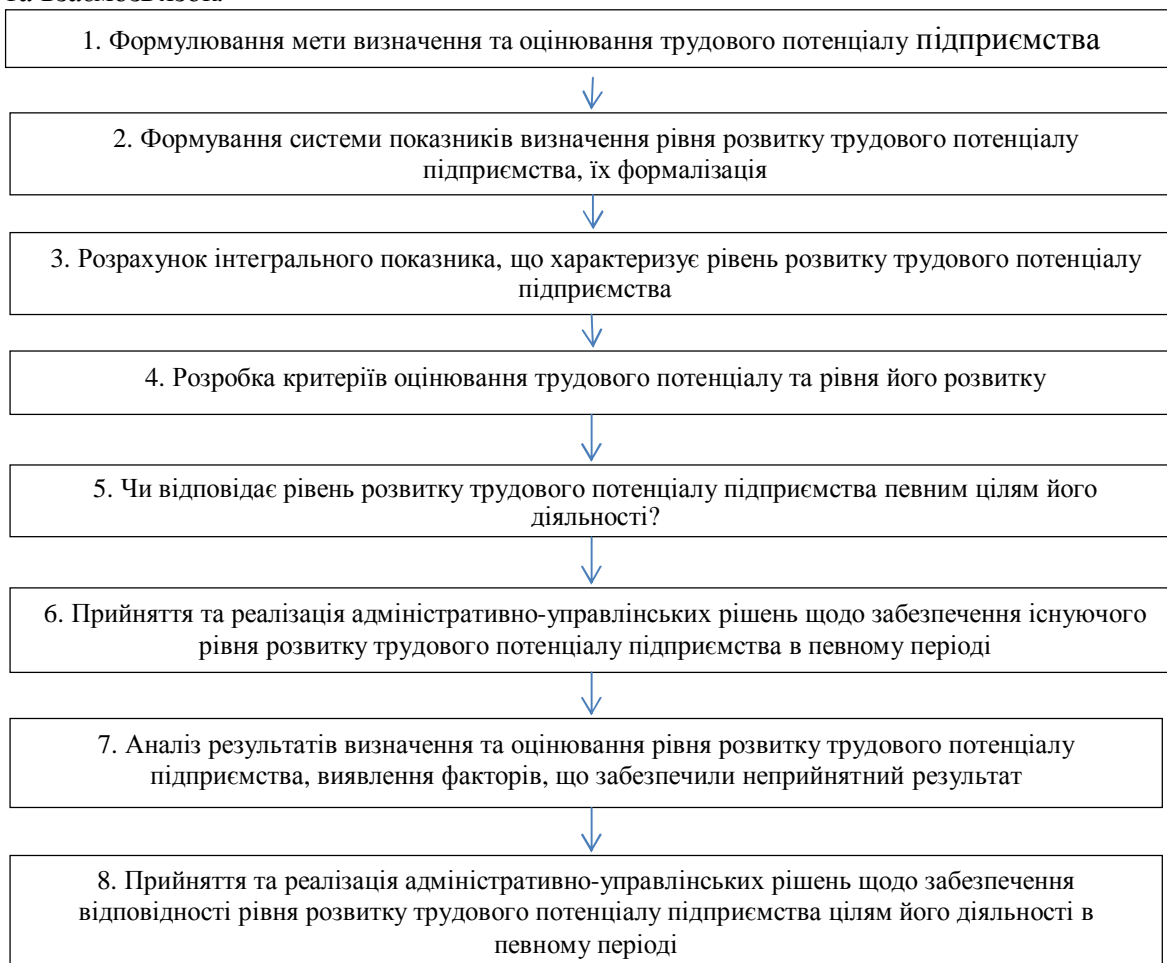 та взаємозв'язок.
1. Формулювання мети визначення та оцінювання трудового потенціалу підприємства
2. Формування системи показників визначення рівня розвитку трудового потенціалу
підприємства, їх формалізація
3. Розрахунок інтегрального показника, що характеризує рівень розвитку трудового потенціалу
підприємства
4. Розробка критеріїв оцінювання трудового потенціалу та рівня його розвитку
5. Чи відповідає рівень розвитку трудового потенціалу підприємства певним цілям його
діяльності?
6. Прийняття та реалізація адміністративно-управлінських рішень щодо забезпечення існуючого
рівня розвитку трудового потенціалу підприємства в певному періоді
7. Аналіз результатів визначення та оцінювання рівня розвитку трудового потенціалу
підприємства, виявлення факторів, що забезпечили неприйнятний результат
8. Прийняття та реалізація адміністративно-управлінських рішень щодо забезпечення
відповідності рівня розвитку трудового потенціалу підприємства цілям його діяльності в
певному періоді